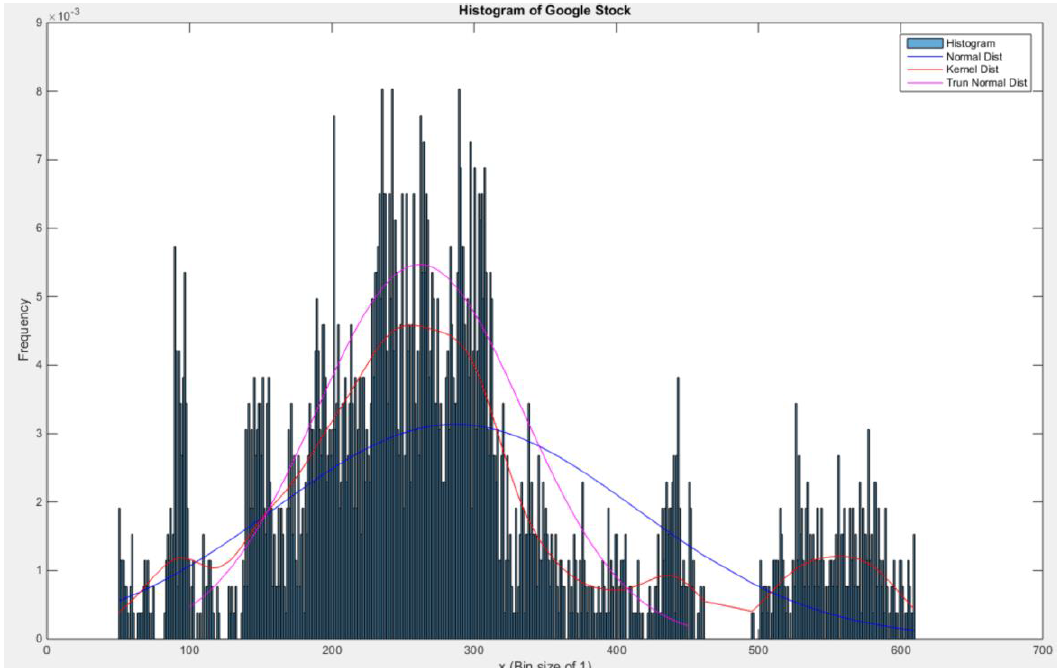 Histogram of Google Stock
×10⁻³
9
8
7
6
5
4
3
2
1
0
Frequency
Histogram
Normal Dist
Kernel Dist
Trun Normal Dist
0 100 200 300 400 500 600 700
x (Bin size of 1)